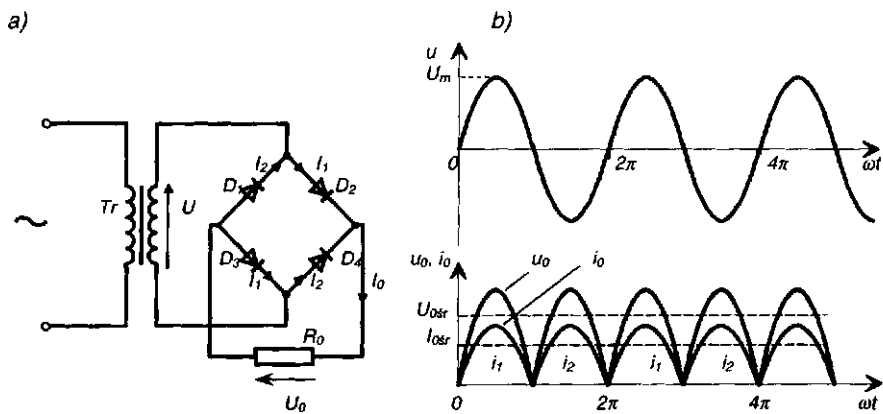 a)
Tr
U
I₂
I₁
D₁
D₂
D₃
D₄
I₁
I₂
I₀
R₀
U₀
b)
u
Uₘ
0
2π
4π
ωt
u₀, i₀
u₀
i₀
U₀śr
I₀śr
i₁
i₂
i₁
i₂
0
2π
4π
ωt